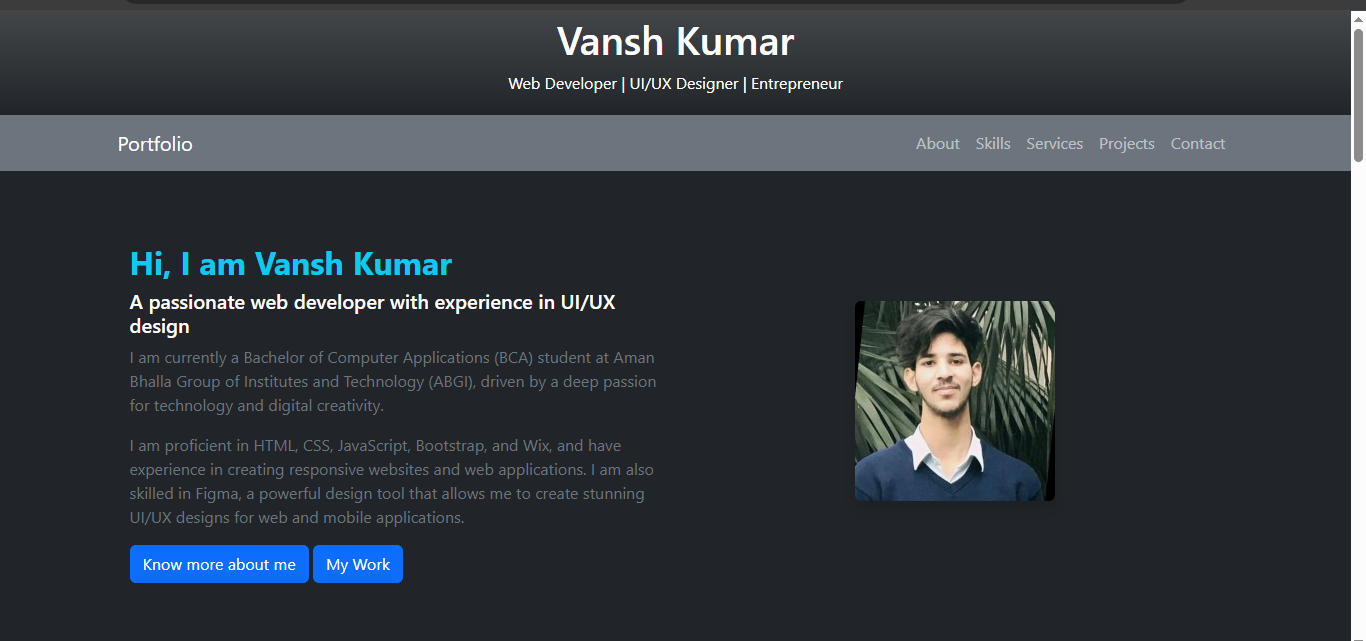 Vansh Kumar
Web Developer | UI/UX Designer | Entrepreneur
Portfolio
About Skills Services Projects Contact
Hi, I am Vansh Kumar
A passionate web developer with experience in UI/UX
design
I am currently a Bachelor of Computer Applications (BCA) student at Aman
Bhalla Group of Institutes and Technology (ABGI), driven by a deep passion
for technology and digital creativity.
I am proficient in HTML, CSS, JavaScript, Bootstrap, and Wix, and have
experience in creating responsive websites and web applications. I am also
skilled in Figma, a powerful design tool that allows me to create stunning
UI/UX designs for web and mobile applications.
Know more about me My Work